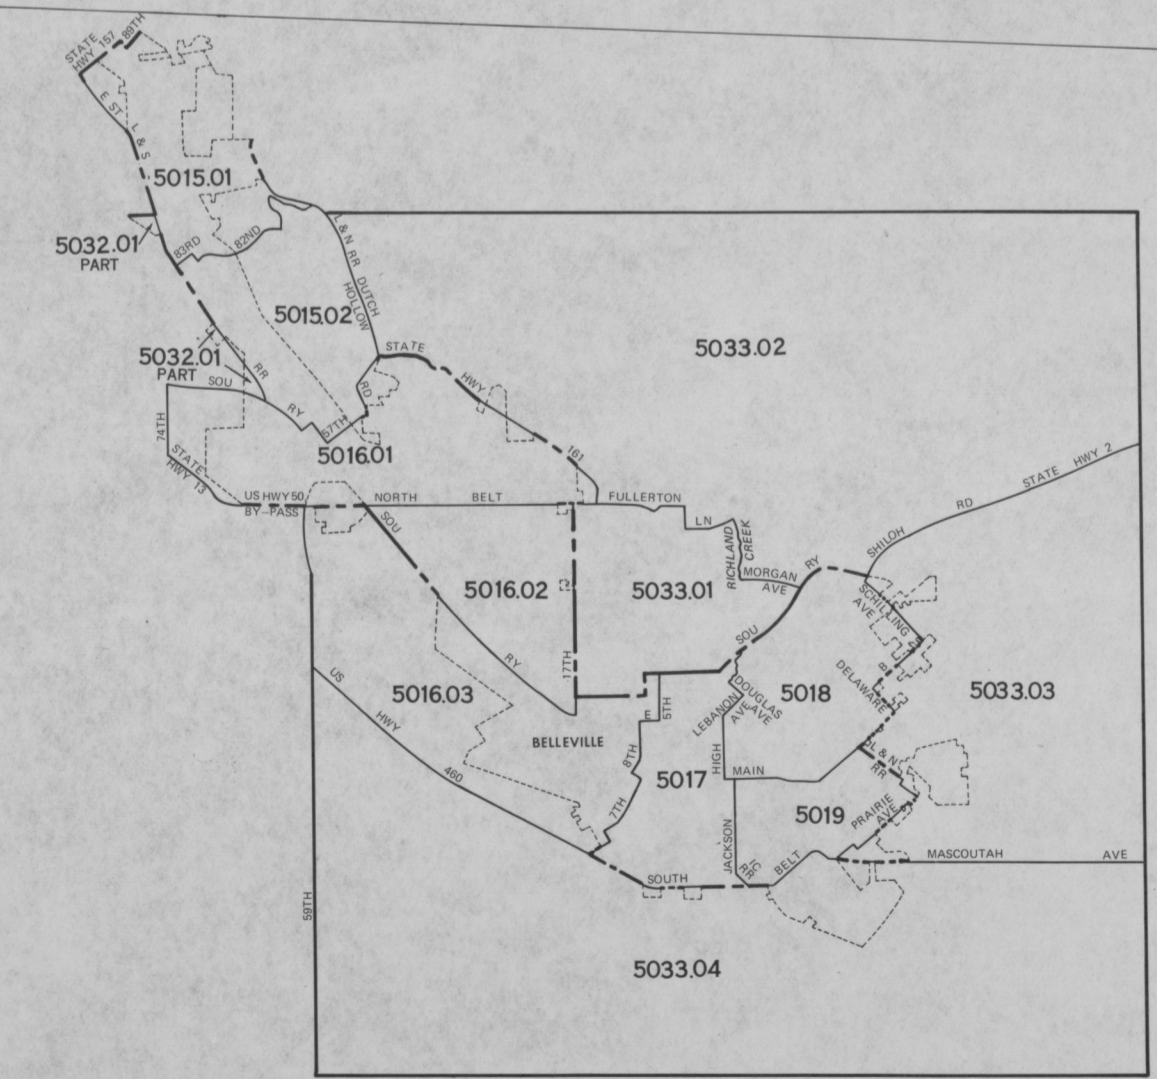 STATE HWY 157
89TH
E ST
L & S
5015.01
5032.01
PART
83RD
82ND
L & N RR
DUTCH HOLLOW
5015.02
5033.02
STATE
HWY
161
5032.01
PART
RR
SOU
RY
RD
57TH
74TH
5016.01
STATE HWY 13
US HWY 50
BY-PASS
NORTH BELT
FULLERTON
LN
STATE HWY 2
RD
SHILOH
SOU
RICHLAND CREEK
MORGAN AVE
RY
5016.02
5033.01
SCHILLING AVE
SOU
17TH
RY
US
HWY
460
5016.03
DOUGLAS AVE
LEBANON AVE
5018
DELAWARE
5033.03
E
5TH
BELLEVILLE
8TH
HIGH
MAIN
L & N RR
5017
7TH
5019
PRAIRIE AVE
JACKSON
IC RR
BELT
MASCOUTAH AVE
SOUTH
59TH
5033.04